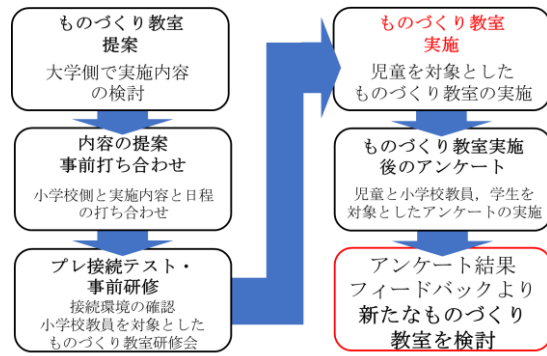 ものづくり教室
提案
大学側で実施内容
の検討
内容の提案
事前打ち合わせ
小学校側と実施内容と日程
の打ち合わせ
プレ接続テスト・
事前研修
接続環境の確認
小学校教員を対象とした
ものづくり教室研修会
ものづくり教室
実施
児童を対象とした
ものづくり教室の実施
ものづくり教室実施
後のアンケート
児童と小学校教員，学生を
対象としたアンケートの実施
アンケート結果
フィードバックより
新たなものづくり
教室を検討